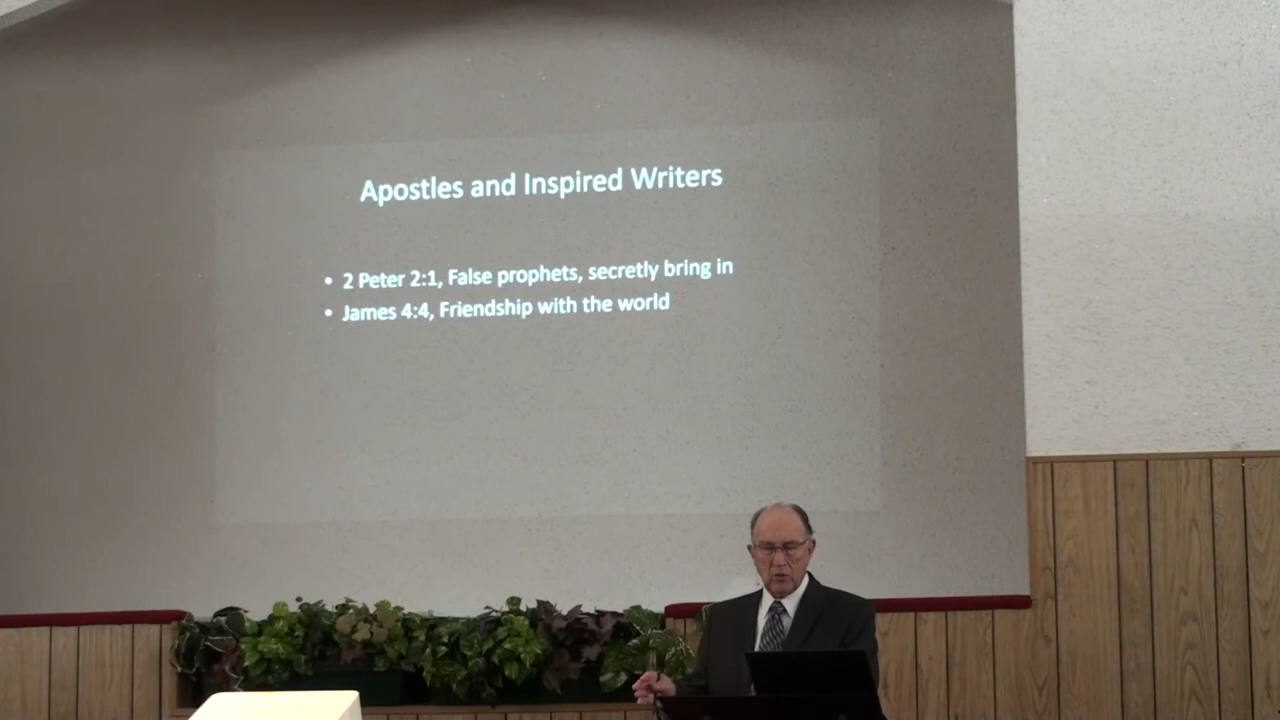 Apostles and Inspired Writers
• 2 Peter 2:1, False prophets, secretly bring in
• James 4:4, Friendship with the world